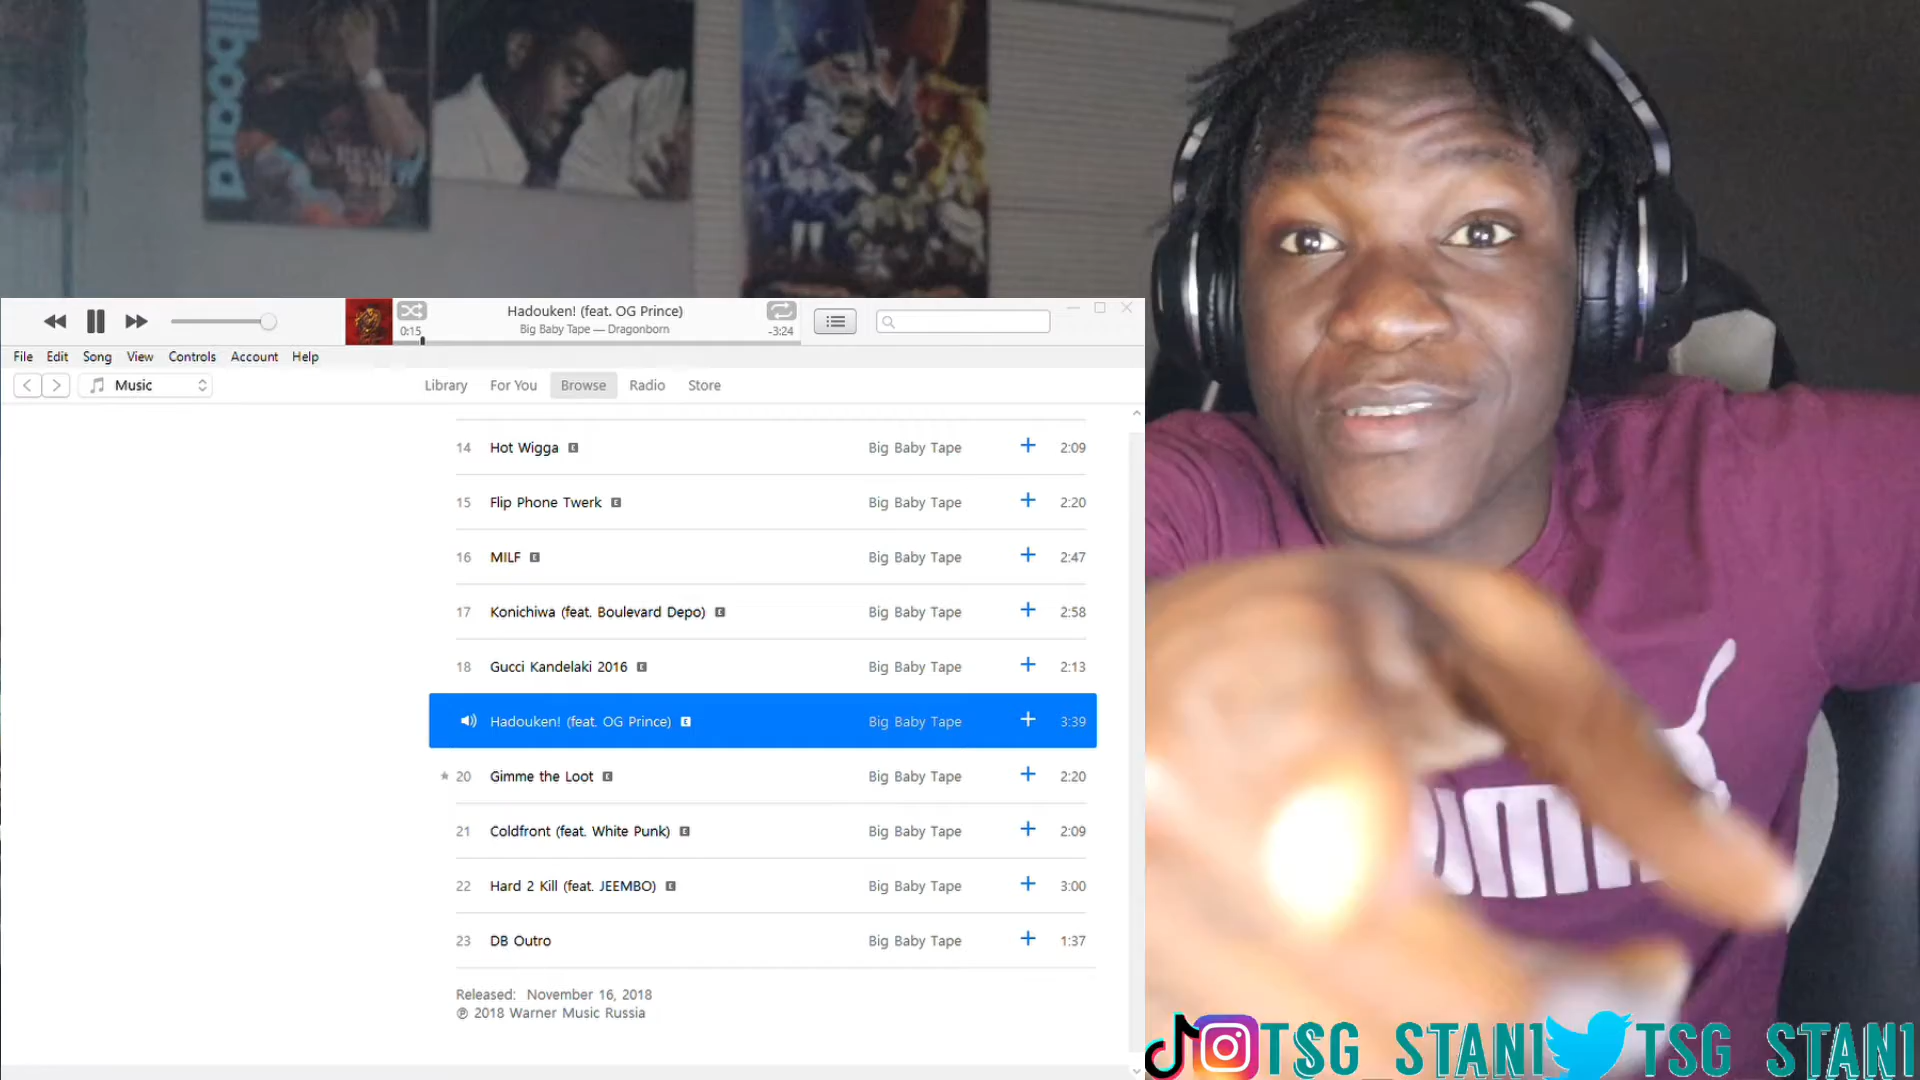 billboard
Hadouken! (feat. OG Prince)
0:15 Big Baby Tape — Dragonborn -3:24
File Edit Song View Controls Account Help
Music Library For You Browse Radio Store
14 Hot Wigga E Big Baby Tape + 2:09
15 Flip Phone Twerk E Big Baby Tape + 2:20
16 MILF E Big Baby Tape + 2:47
17 Konichiwa (feat. Boulevard Depo) E Big Baby Tape + 2:58
18 Gucci Kandelaki 2016 E Big Baby Tape + 2:13
Hadouken! (feat. OG Prince) E Big Baby Tape + 3:39
★ 20 Gimme the Loot E Big Baby Tape + 2:20
21 Coldfront (feat. White Punk) E Big Baby Tape + 2:09
22 Hard 2 Kill (feat. JEEMBO) E Big Baby Tape + 3:00
23 DB Outro Big Baby Tape + 1:37
Released: November 16, 2018
℗ 2018 Warner Music Russia
TSG_STAN1 TSG_STAN1